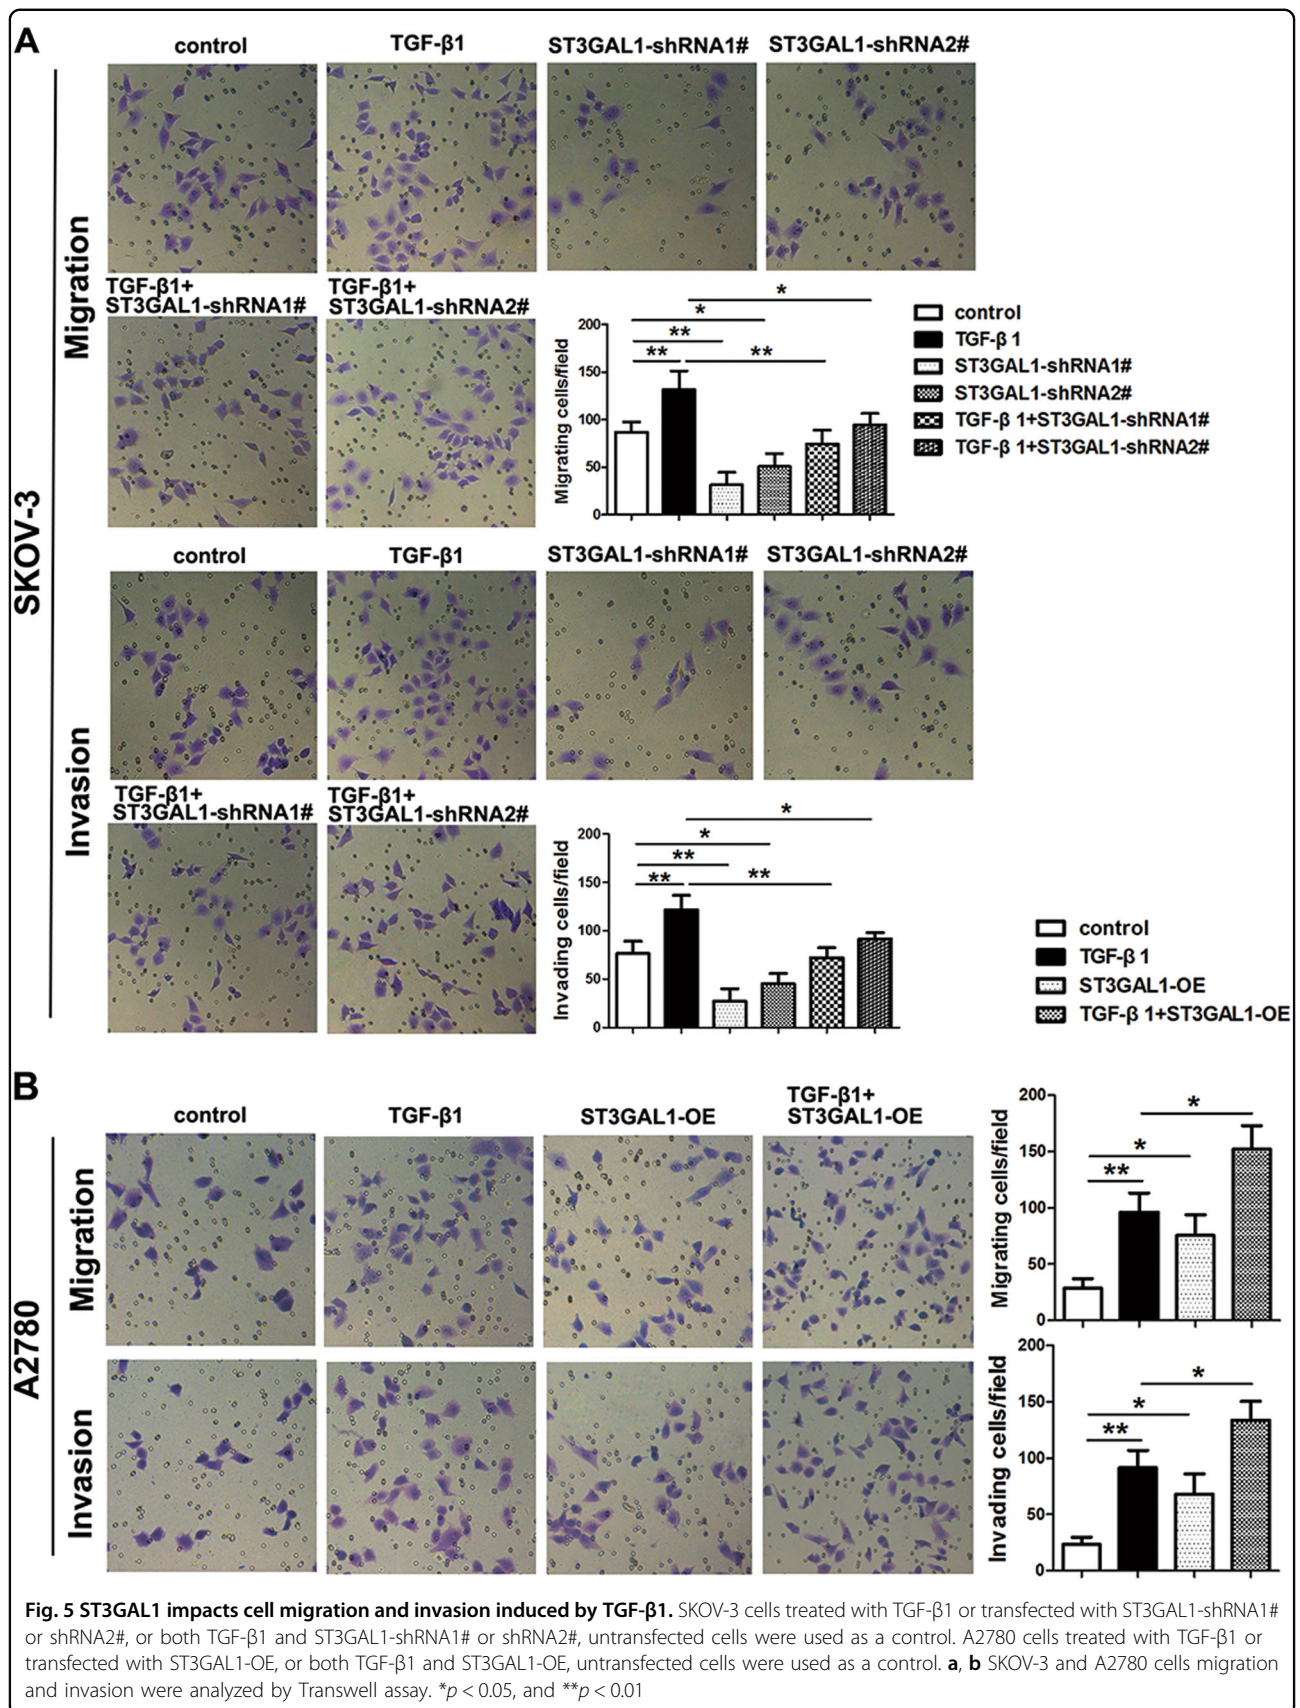 A
control
TGF-β1
ST3GAL1-shRNA1#
ST3GAL1-shRNA2#
SKOV-3
Migration
TGF-β1+
ST3GAL1-shRNA1#
TGF-β1+
ST3GAL1-shRNA2#
Migrating cells/field
200
150
100
50
0
*
*
**
**
**
control
TGF-β 1
ST3GAL1-shRNA1#
ST3GAL1-shRNA2#
TGF-β 1+ST3GAL1-shRNA1#
TGF-β 1+ST3GAL1-shRNA2#
Invasion
control
TGF-β1
ST3GAL1-shRNA1#
ST3GAL1-shRNA2#
TGF-β1+
ST3GAL1-shRNA1#
TGF-β1+
ST3GAL1-shRNA2#
Invading cells/field
200
150
100
50
0
*
*
**
**
**
control
TGF-β 1
ST3GAL1-OE
TGF-β 1+ST3GAL1-OE
B
control
TGF-β1
ST3GAL1-OE
TGF-β1+
ST3GAL1-OE
A2780
Migration
Migrating cells/field
200
150
100
50
0
*
*
**
Invasion
Invading cells/field
200
150
100
50
0
*
*
**
Fig. 5 ST3GAL1 impacts cell migration and invasion induced by TGF-β1. SKOV-3 cells treated with TGF-β1 or transfected with ST3GAL1-shRNA1#
or shRNA2#, or both TGF-β1 and ST3GAL1-shRNA1# or shRNA2#, untransfected cells were used as a control. A2780 cells treated with TGF-β1 or
transfected with ST3GAL1-OE, or both TGF-β1 and ST3GAL1-OE, untransfected cells were used as a control. a, b SKOV-3 and A2780 cells migration
and invasion were analyzed by Transwell assay. *p < 0.05, and **p < 0.01